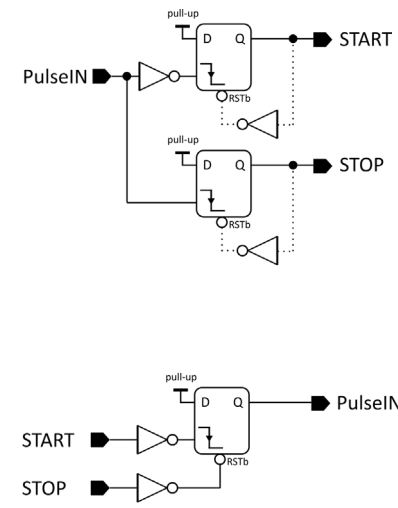 pull-up
D Q START
PulseIN
RSTb
pull-up
D Q STOP
RSTb
pull-up
D Q PulseIN
START
RSTb
STOP